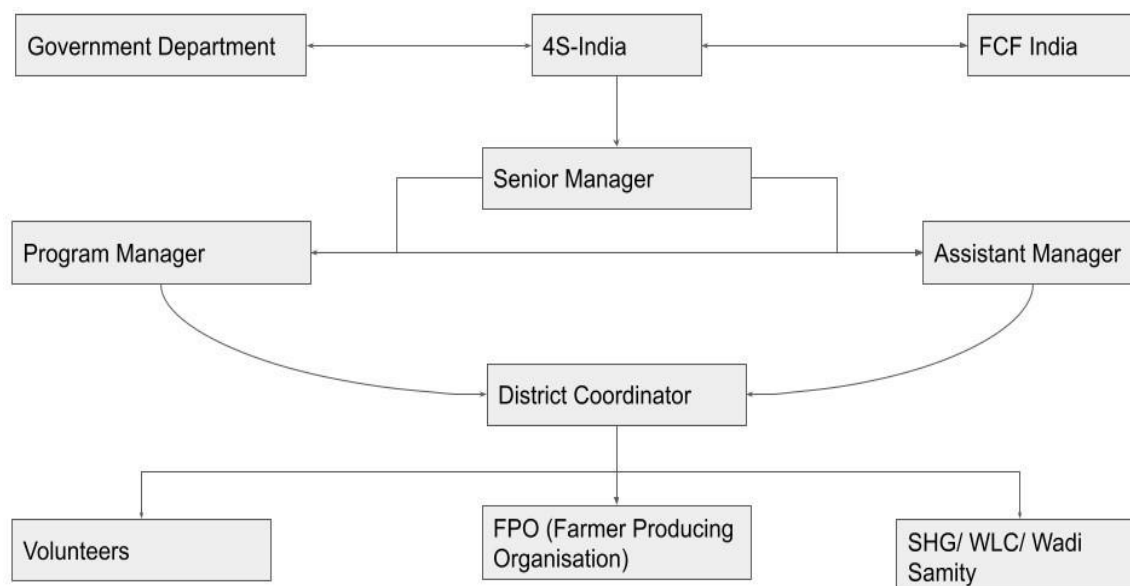 Government Department
4S-India
FCF India
Senior Manager
Program Manager
Assistant Manager
District Coordinator
Volunteers
FPO (Farmer Producing
Organisation)
SHG/ WLC/ Wadi
Samity